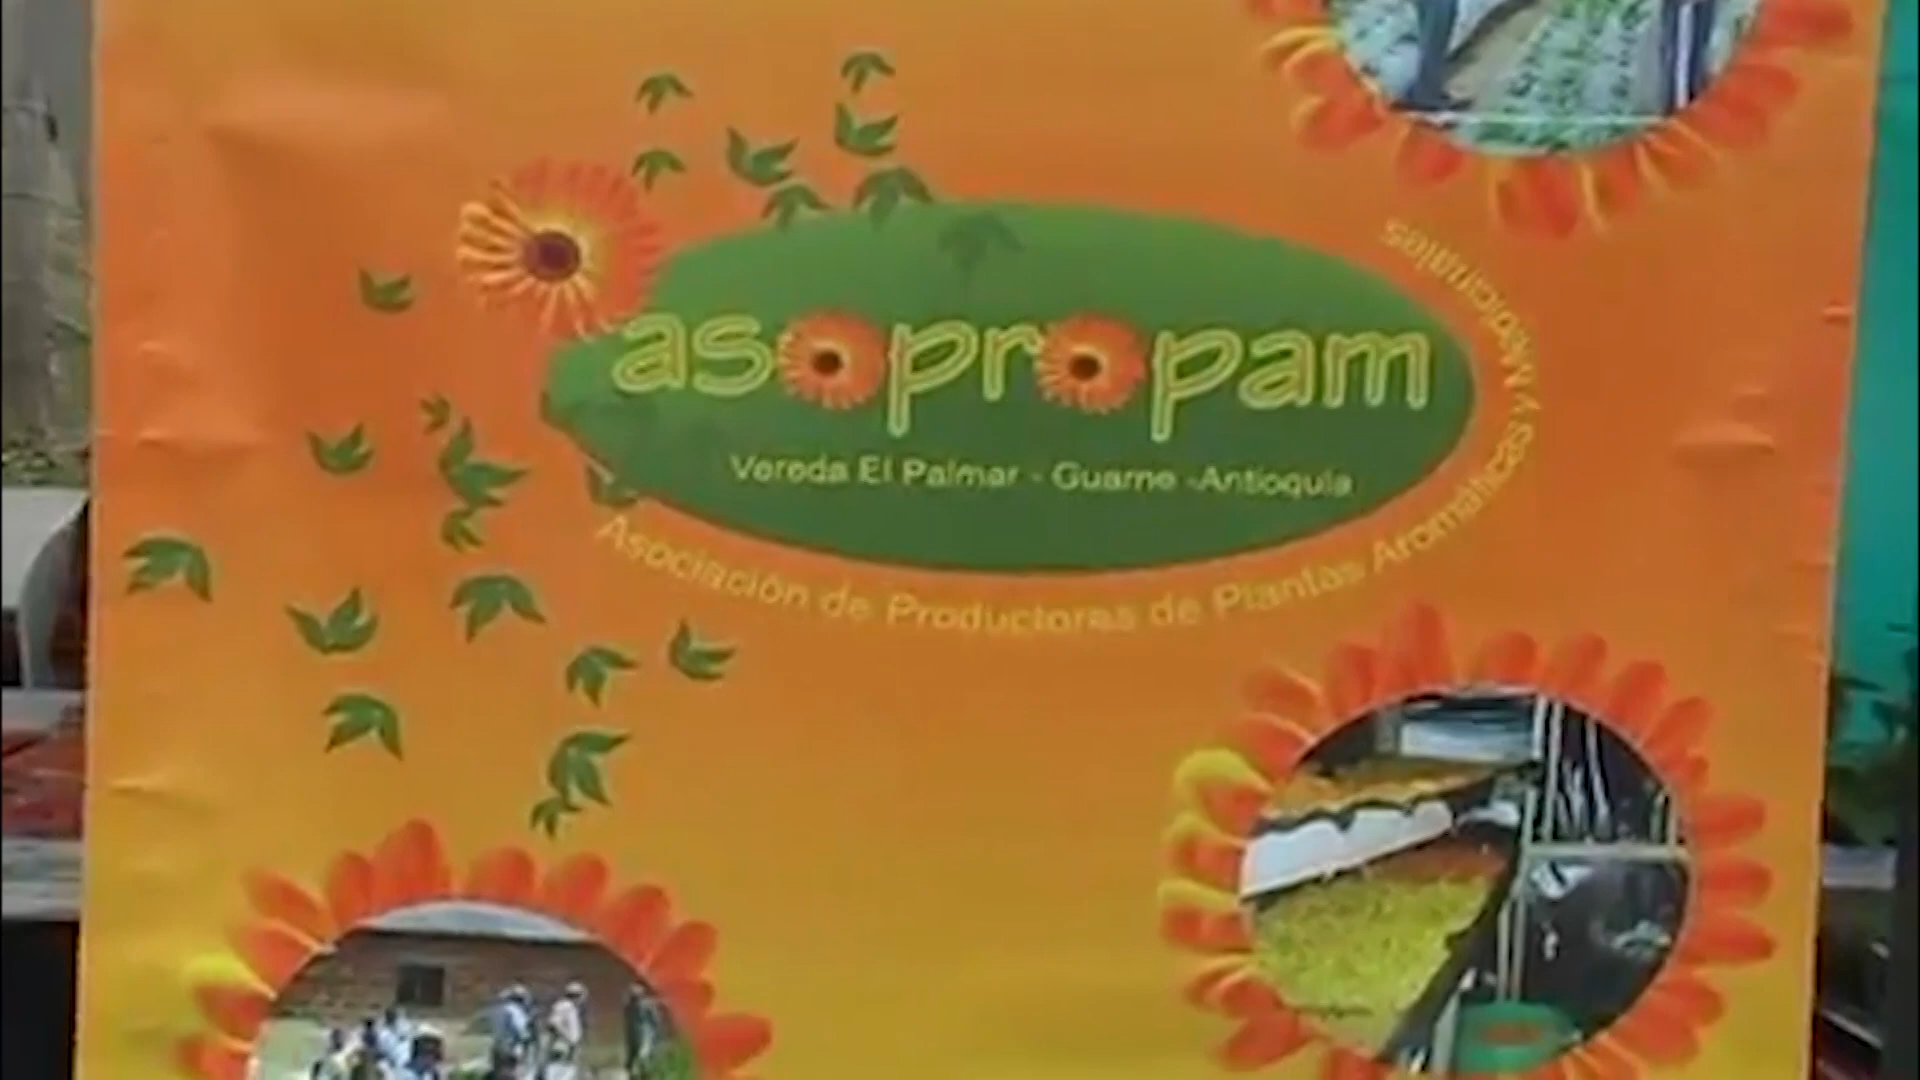 asopropam
Vereda El Palmar - Guarne -Antioquia
Asociación de Productoras de Plantas Aromáticas y Medicinales